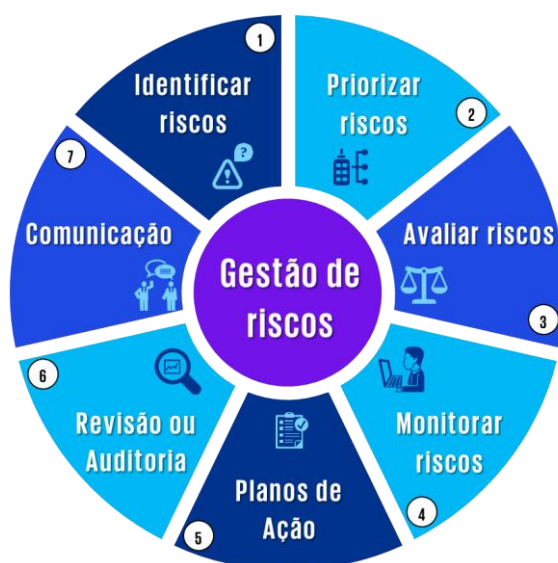 Gestão de
riscos
1
Identificar
riscos
?
!
2
Priorizar
riscos
3
Avaliar riscos
4
Monitorar
riscos
5
Planos de
Ação
6
Revisão ou
Auditoria
7
Comunicação